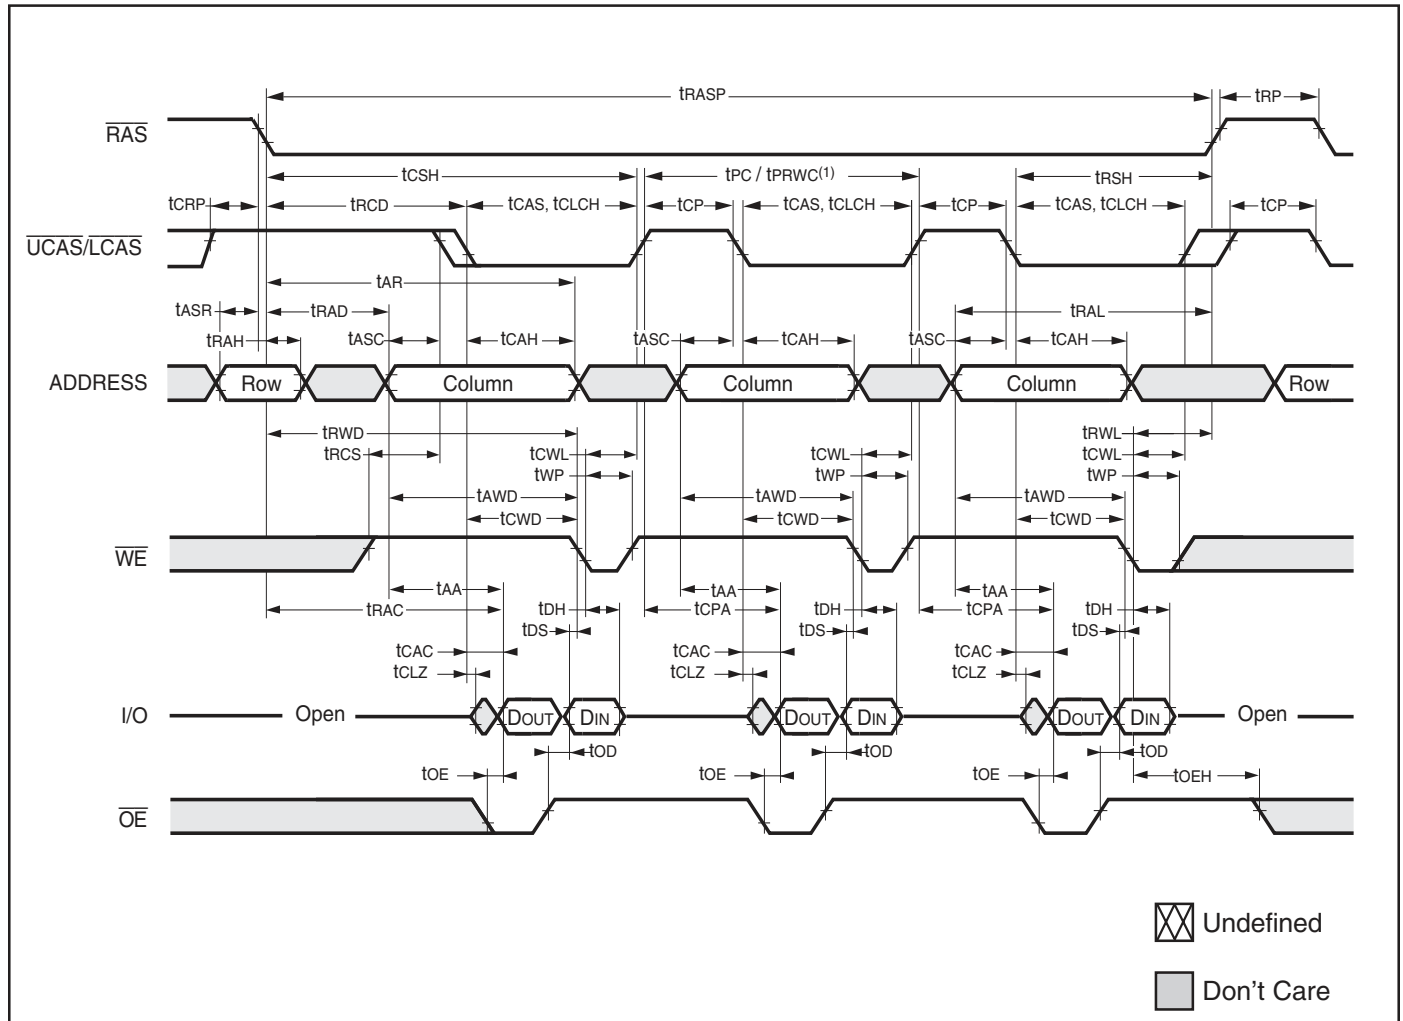 tRASP tRP
RAS
tCSH tPC / tPRWC(1) tRSH
tCRP tRCD tCAS, tCLCH tCP tCAS, tCLCH tCP tCAS, tCLCH tCP
UCAS/LCAS
tAR
tASR tRAD tRAL
tRAH tASC tCAH tASC tCAH tASC tCAH
ADDRESS Row Column Column Column Row
tRWD tRWL
tRCS tCWL tCWL tCWL
tWP tWP tWP
tAWD tAWD tAWD
tCWD tCWD tCWD
WE
tAA tAA tAA
tRAC tDH tCPA tDH tCPA tDH
tDS tDS tDS
tCAC tCAC tCAC
tCLZ tCLZ tCLZ
I/O Open DOUT DIN DOUT DIN DOUT DIN Open
tOD tOD tOD
tOE tOE tOE tOEH
OE
Undefined
Don't Care